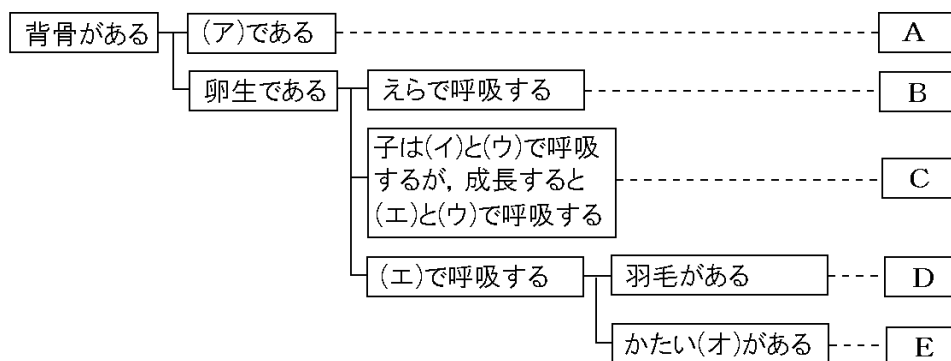 背骨がある
(ア)である
A
卵生である
えらで呼吸する
B
子は(イ)と(ウ)で呼吸
するが，成長すると
(エ)と(ウ)で呼吸する
C
(エ)で呼吸する
羽毛がある
D
かたい(オ)がある
E